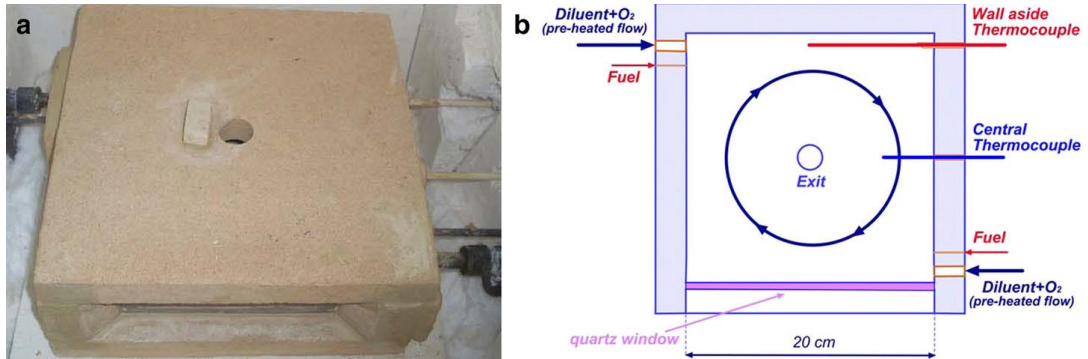 a
b
Diluent+O₂
(pre-heated flow)
Fuel
Wall aside
Thermocouple
Central
Thermocouple
Exit
Fuel
Diluent+O₂
(pre-heated flow)
quartz window
20 cm